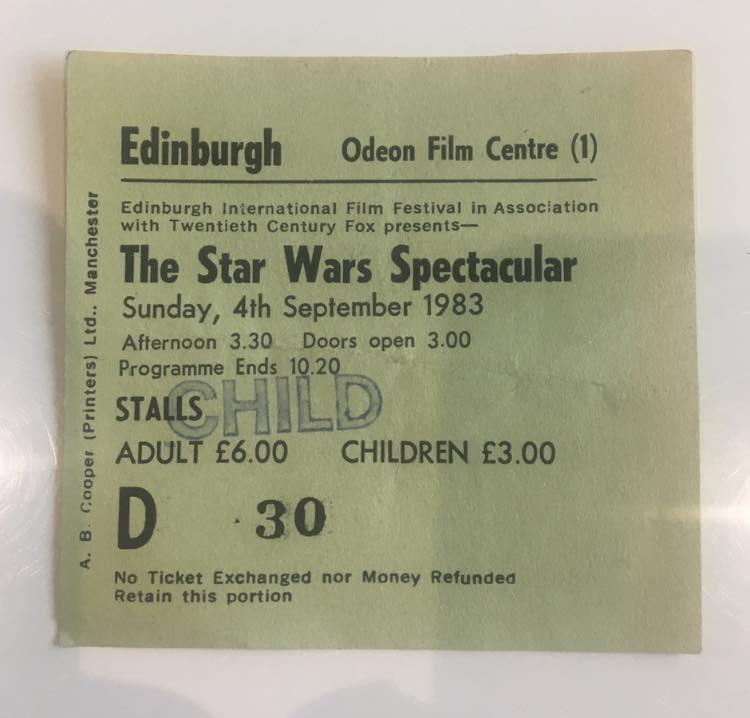 Edinburgh Odeon Film Centre (1)
Edinburgh International Film Festival in Association
with Twentieth Century Fox presents—
The Star Wars Spectacular
Sunday, 4th September 1983
Afternoon 3.30 Doors open 3.00
Programme Ends 10.20
CHILD
STALLS
ADULT £6.00 CHILDREN £3.00
D 30
No Ticket Exchanged nor Money Refunded
Retain this portion
A. B. Cooper (Printers) Ltd., Manchester